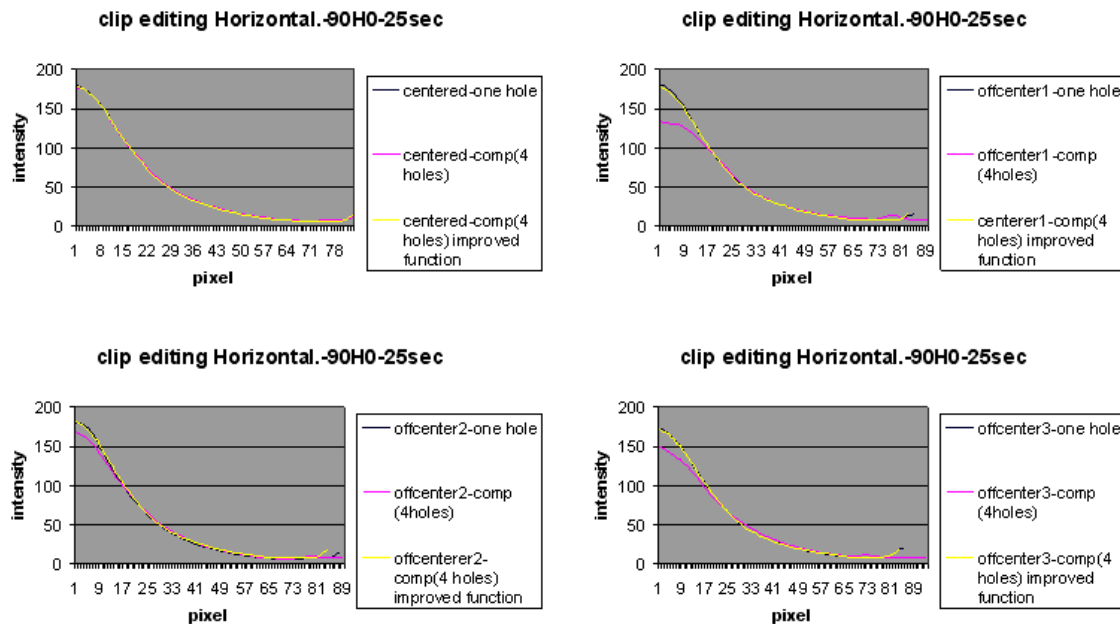 clip editing Horizontal.-90H0-25sec
200
150
100
50
0
intensity
1 8 15 22 29 36 43 50 57 64 71 78
pixel
centered-one hole
centered-comp(4
holes)
centered-comp(4
holes) improved
function
clip editing Horizontal.-90H0-25sec
200
150
100
50
0
intensity
1 9 17 25 33 41 49 57 65 73 81 89
pixel
offcenter1-one hole
offcenter1-comp
(4holes)
centerer1-comp(4
holes) improved
function
clip editing Horizontal.-90H0-25sec
200
150
100
50
0
intensity
1 9 17 25 33 41 49 57 65 73 81 89
pixel
offcenter2-one hole
offcenter2-comp
(4holes)
offcenterer2-
comp(4 holes)
improved function
clip editing Horizontal.-90H0-25sec
200
150
100
50
0
intensity
1 9 17 25 33 41 49 57 65 73 81 89
pixel
offcenter3-one hole
offcenter3-comp
(4holes)
offcenter3-comp(4
holes) improved
function